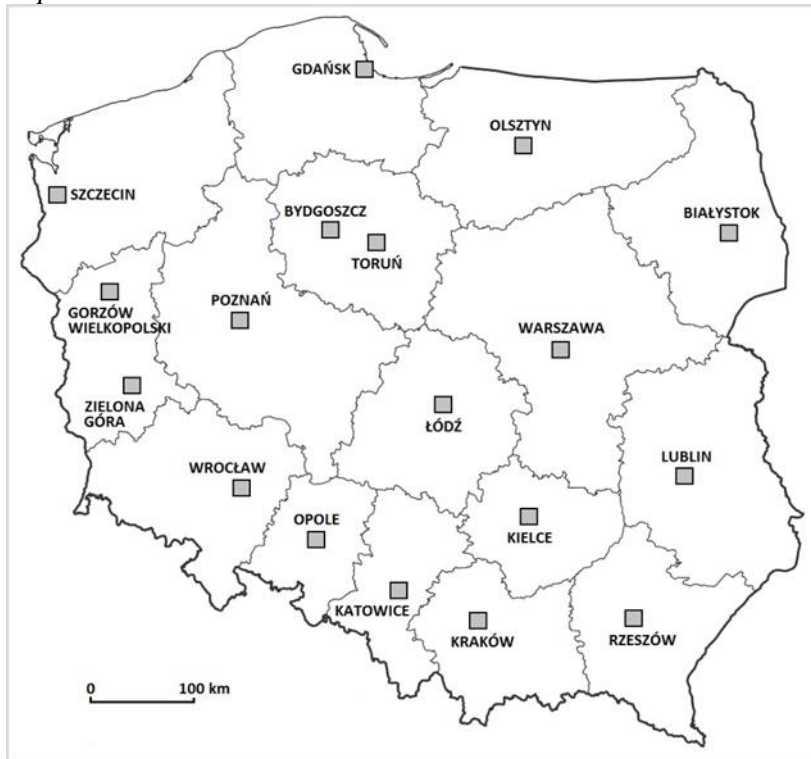 GDAŃSK
OLSZTYN
SZCZECIN
BYDGOSZCZ
TORUŃ
BIAŁYSTOK
GORZÓW
WIELKOPOLSKI
POZNAŃ
WARSZAWA
ZIELONA
GÓRA
ŁÓDŹ
WROCŁAW
LUBLIN
OPOLE
KIELCE
KATOWICE
KRAKÓW
RZESZÓW
0 100 km